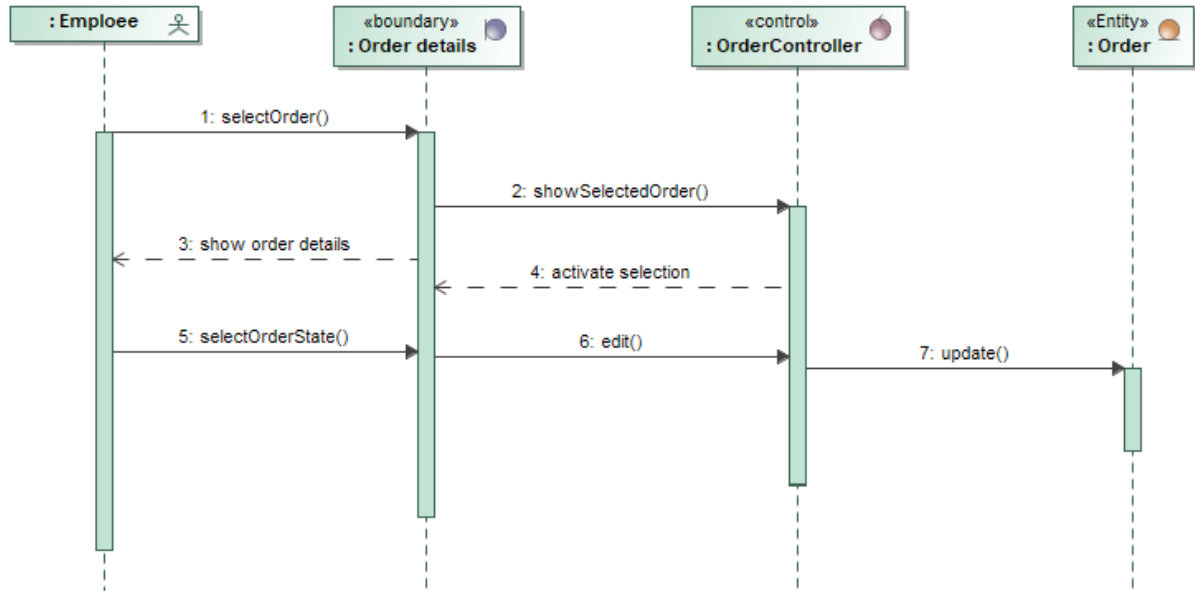 : Emploee
«boundary»
: Order details
«control»
: OrderController
«Entity»
: Order
1: selectOrder()
2: showSelectedOrder()
3: show order details
4: activate selection
5: selectOrderState()
6: edit()
7: update()